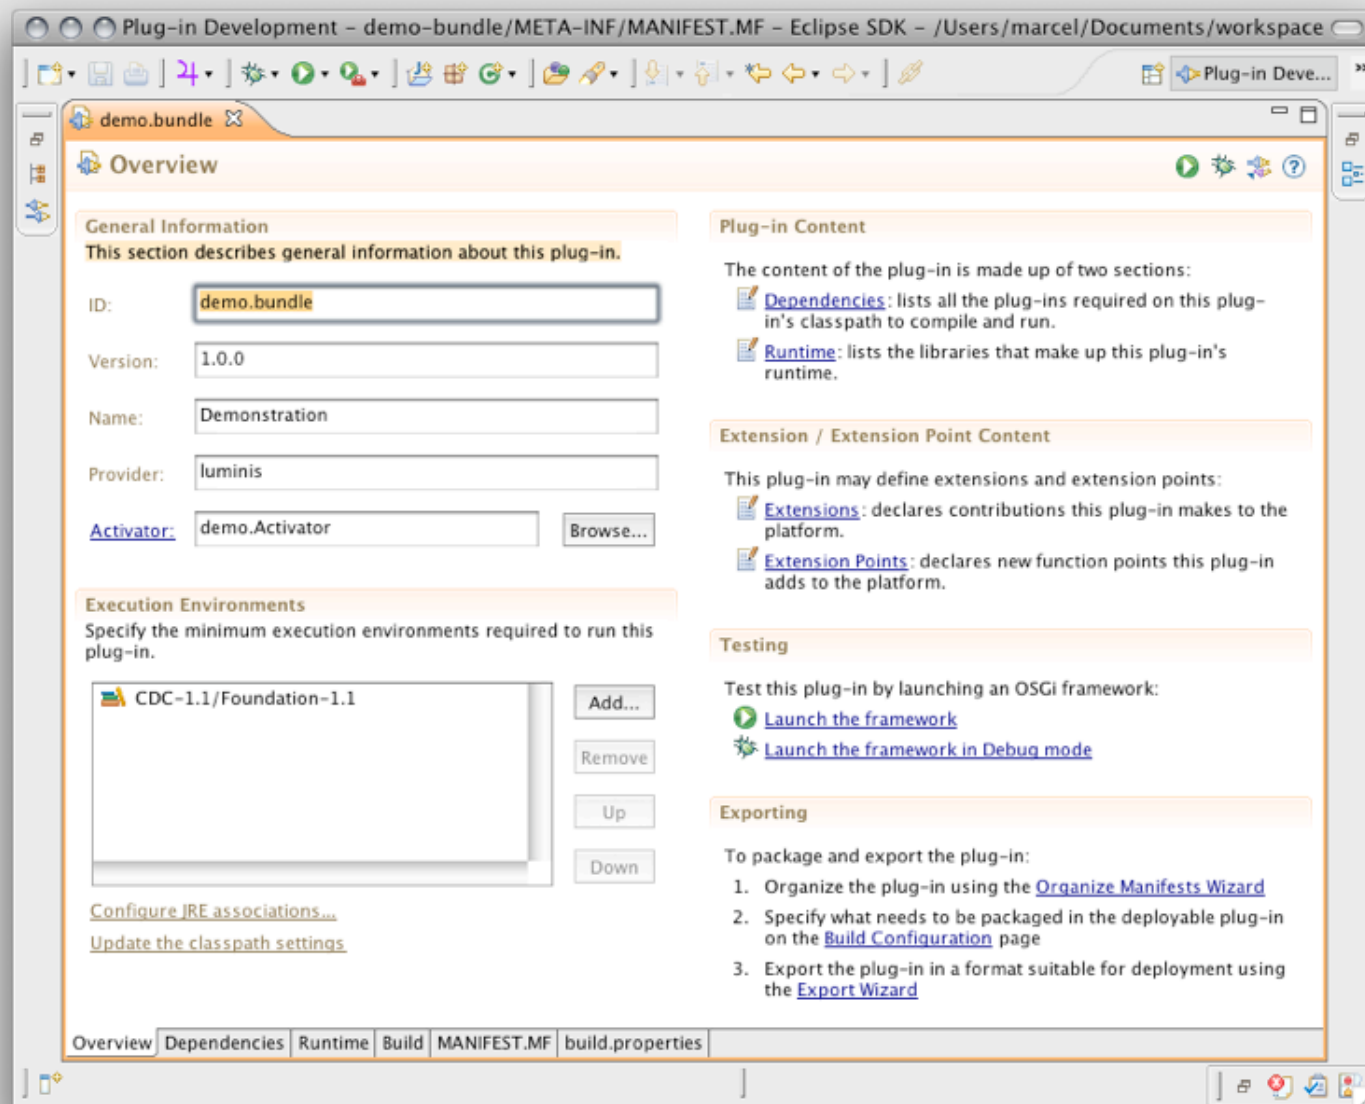 Plug-in Development – demo-bundle/META-INF/MANIFEST.MF – Eclipse SDK – /Users/marcel/Documents/workspace
Plug-in Deve...
demo.bundle
Overview
General Information
This section describes general information about this plug-in.
ID:
demo.bundle
Version:
1.0.0
Name:
Demonstration
Provider:
luminis
Activator:
demo.Activator
Browse...
Execution Environments
Specify the minimum execution environments required to run this
plug-in.
CDC-1.1/Foundation-1.1
Add...
Remove
Up
Down
Configure JRE associations...
Update the classpath settings
Plug-in Content
The content of the plug-in is made up of two sections:
Dependencies: lists all the plug-ins required on this plug-
in's classpath to compile and run.
Runtime: lists the libraries that make up this plug-in's
runtime.
Extension / Extension Point Content
This plug-in may define extensions and extension points:
Extensions: declares contributions this plug-in makes to the
platform.
Extension Points: declares new function points this plug-in
adds to the platform.
Testing
Test this plug-in by launching an OSGi framework:
Launch the framework
Launch the framework in Debug mode
Exporting
To package and export the plug-in:
1. Organize the plug-in using the Organize Manifests Wizard
2. Specify what needs to be packaged in the deployable plug-in
on the Build Configuration page
3. Export the plug-in in a format suitable for deployment using
the Export Wizard
Overview Dependencies Runtime Build MANIFEST.MF build.properties